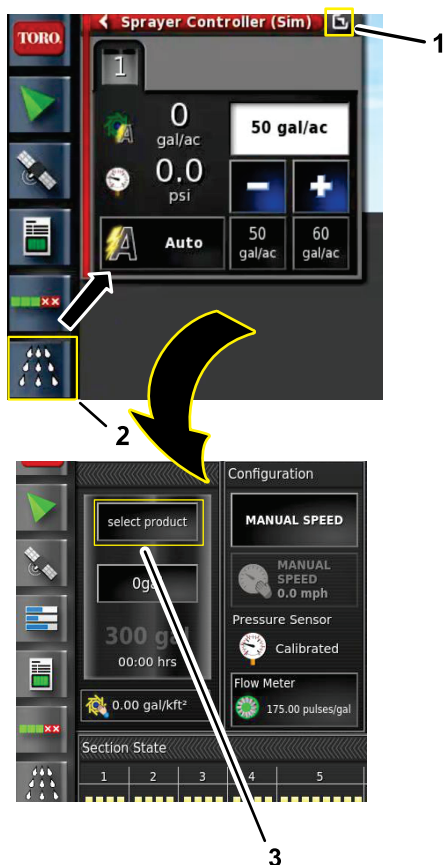 TORO.
Sprayer Controller (Sim)
1
1
0
gal/ac
50 gal/ac
0.0
psi
A Auto
50
gal/ac
60
gal/ac
2
Configuration
select product
MANUAL SPEED
0ga
MANUAL
SPEED
0.0 mph
300 gal
00:00 hrs
Pressure Sensor
Calibrated
Flow Meter
175.00 pulses/gal
0.00 gal/kft²
Section State
1 2 3 4 5
3